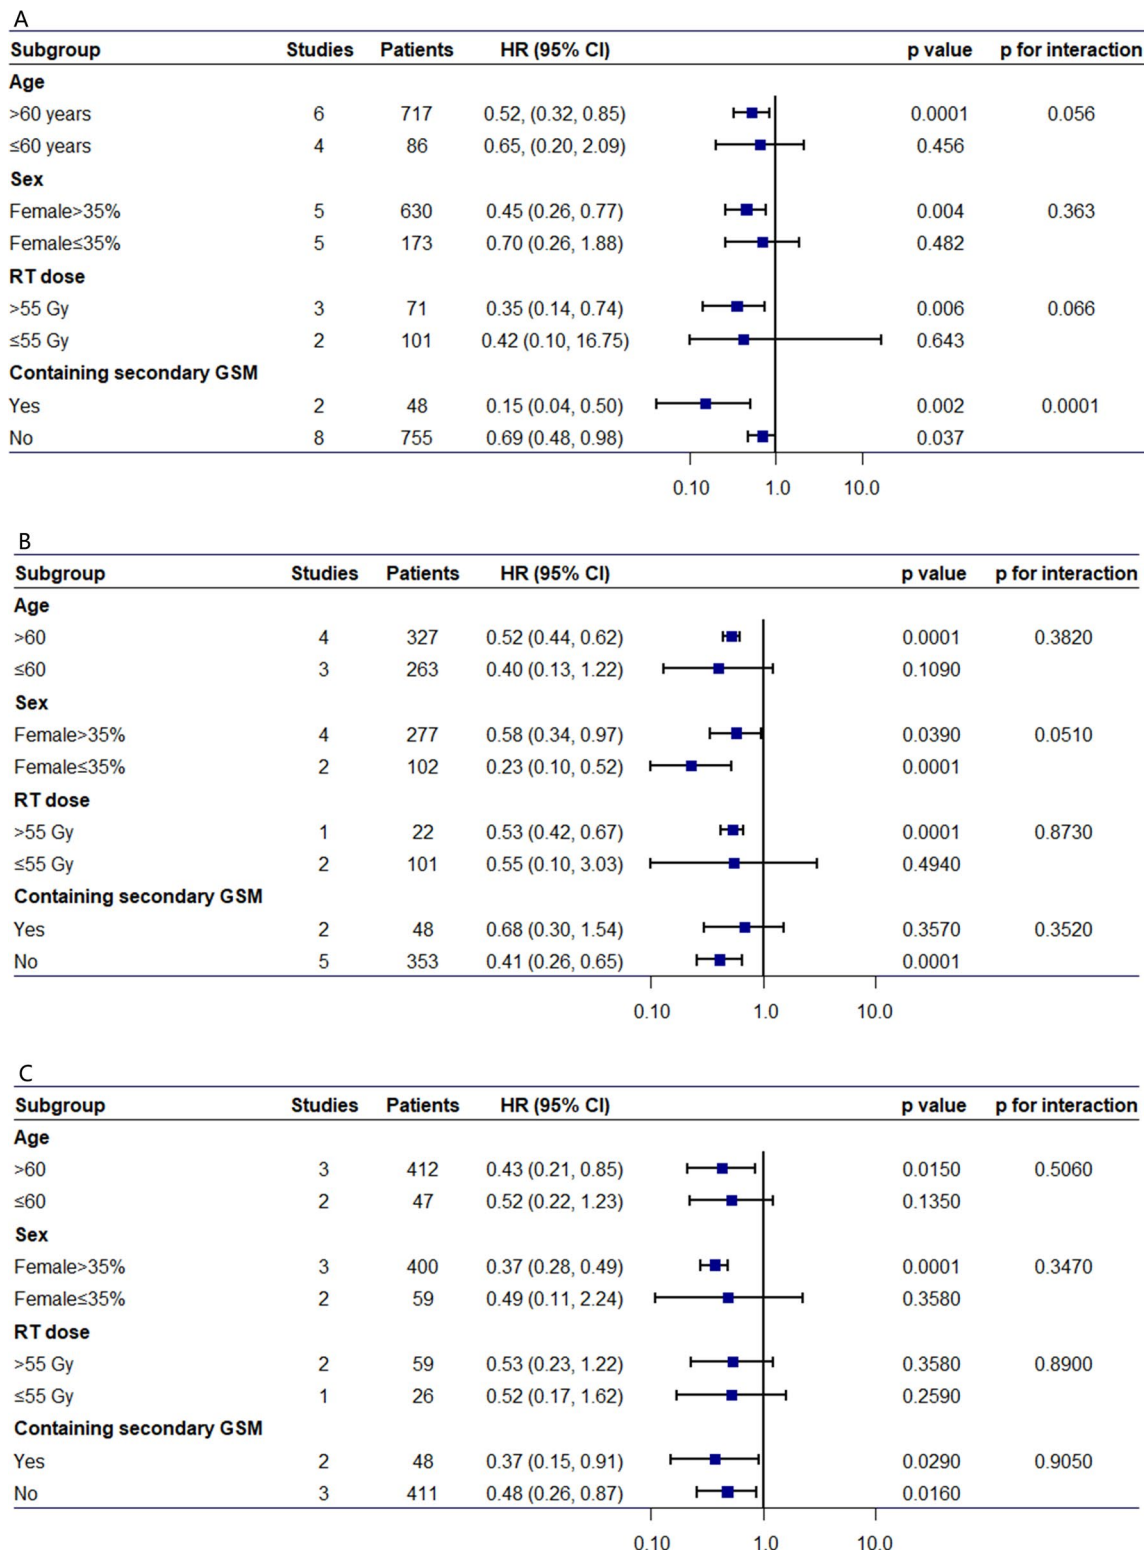 A
Subgroup Studies Patients HR (95% CI) p value p for interaction
Age
>60 years 6 717 0.52, (0.32, 0.85) 0.0001 0.056
≤60 years 4 86 0.65, (0.20, 2.09) 0.456
Sex
Female>35% 5 630 0.45 (0.26, 0.77) 0.004 0.363
Female≤35% 5 173 0.70 (0.26, 1.88) 0.482
RT dose
>55 Gy 3 71 0.35 (0.14, 0.74) 0.006 0.066
≤55 Gy 2 101 0.42 (0.10, 16.75) 0.643
Containing secondary GSM
Yes 2 48 0.15 (0.04, 0.50) 0.002 0.0001
No 8 755 0.69 (0.48, 0.98) 0.037
0.10 1.0 10.0
B
Subgroup Studies Patients HR (95% CI) p value p for interaction
Age
>60 4 327 0.52 (0.44, 0.62) 0.0001 0.3820
≤60 3 263 0.40 (0.13, 1.22) 0.1090
Sex
Female>35% 4 277 0.58 (0.34, 0.97) 0.0390 0.0510
Female≤35% 2 102 0.23 (0.10, 0.52) 0.0001
RT dose
>55 Gy 1 22 0.53 (0.42, 0.67) 0.0001 0.8730
≤55 Gy 2 101 0.55 (0.10, 3.03) 0.4940
Containing secondary GSM
Yes 2 48 0.68 (0.30, 1.54) 0.3570 0.3520
No 5 353 0.41 (0.26, 0.65) 0.0001
0.10 1.0 10.0
C
Subgroup Studies Patients HR (95% CI) p value p for interaction
Age
>60 3 412 0.43 (0.21, 0.85) 0.0150 0.5060
≤60 2 47 0.52 (0.22, 1.23) 0.1350
Sex
Female>35% 3 400 0.37 (0.28, 0.49) 0.0001 0.3470
Female≤35% 2 59 0.49 (0.11, 2.24) 0.3580
RT dose
>55 Gy 2 59 0.53 (0.23, 1.22) 0.3580 0.8900
≤55 Gy 1 26 0.52 (0.17, 1.62) 0.2590
Containing secondary GSM
Yes 2 48 0.37 (0.15, 0.91) 0.0290 0.9050
No 3 411 0.48 (0.26, 0.87) 0.0160
0.10 1.0 10.0